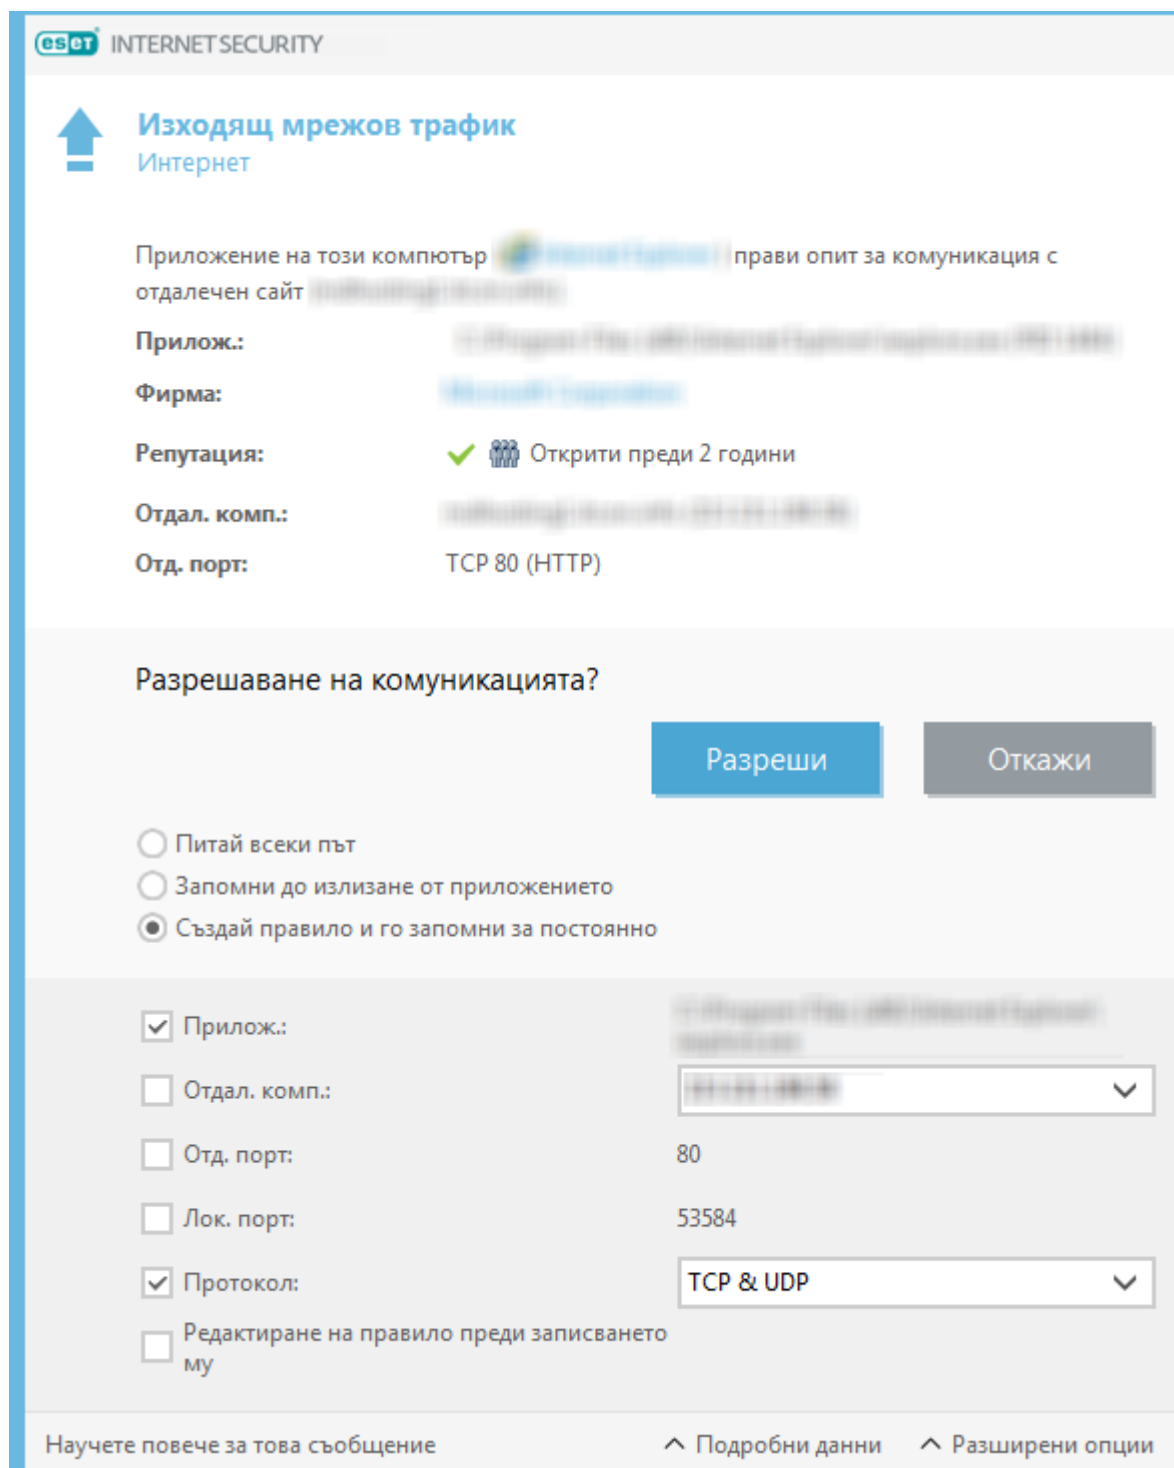 eset INTERNET SECURITY
Изходящ мрежов трафик
Интернет
Приложение на този компютър прави опит за комуникация с
отдалечен сайт
Прилож.:
Фирма:
Репутация: Открити преди 2 години
Отдал. комп.:
Отд. порт: TCP 80 (HTTP)
Разрешаване на комуникацията?
Разреши Откажи
Питай всеки път
Запомни до излизане от приложението
Създай правило и го запомни за постоянно
Прилож.:
Отдал. комп.:
Отд. порт: 80
Лок. порт: 53584
Протокол: TCP & UDP
Редактиране на правило преди записването
му
Научете повече за това съобщение Подробни данни Разширени опции